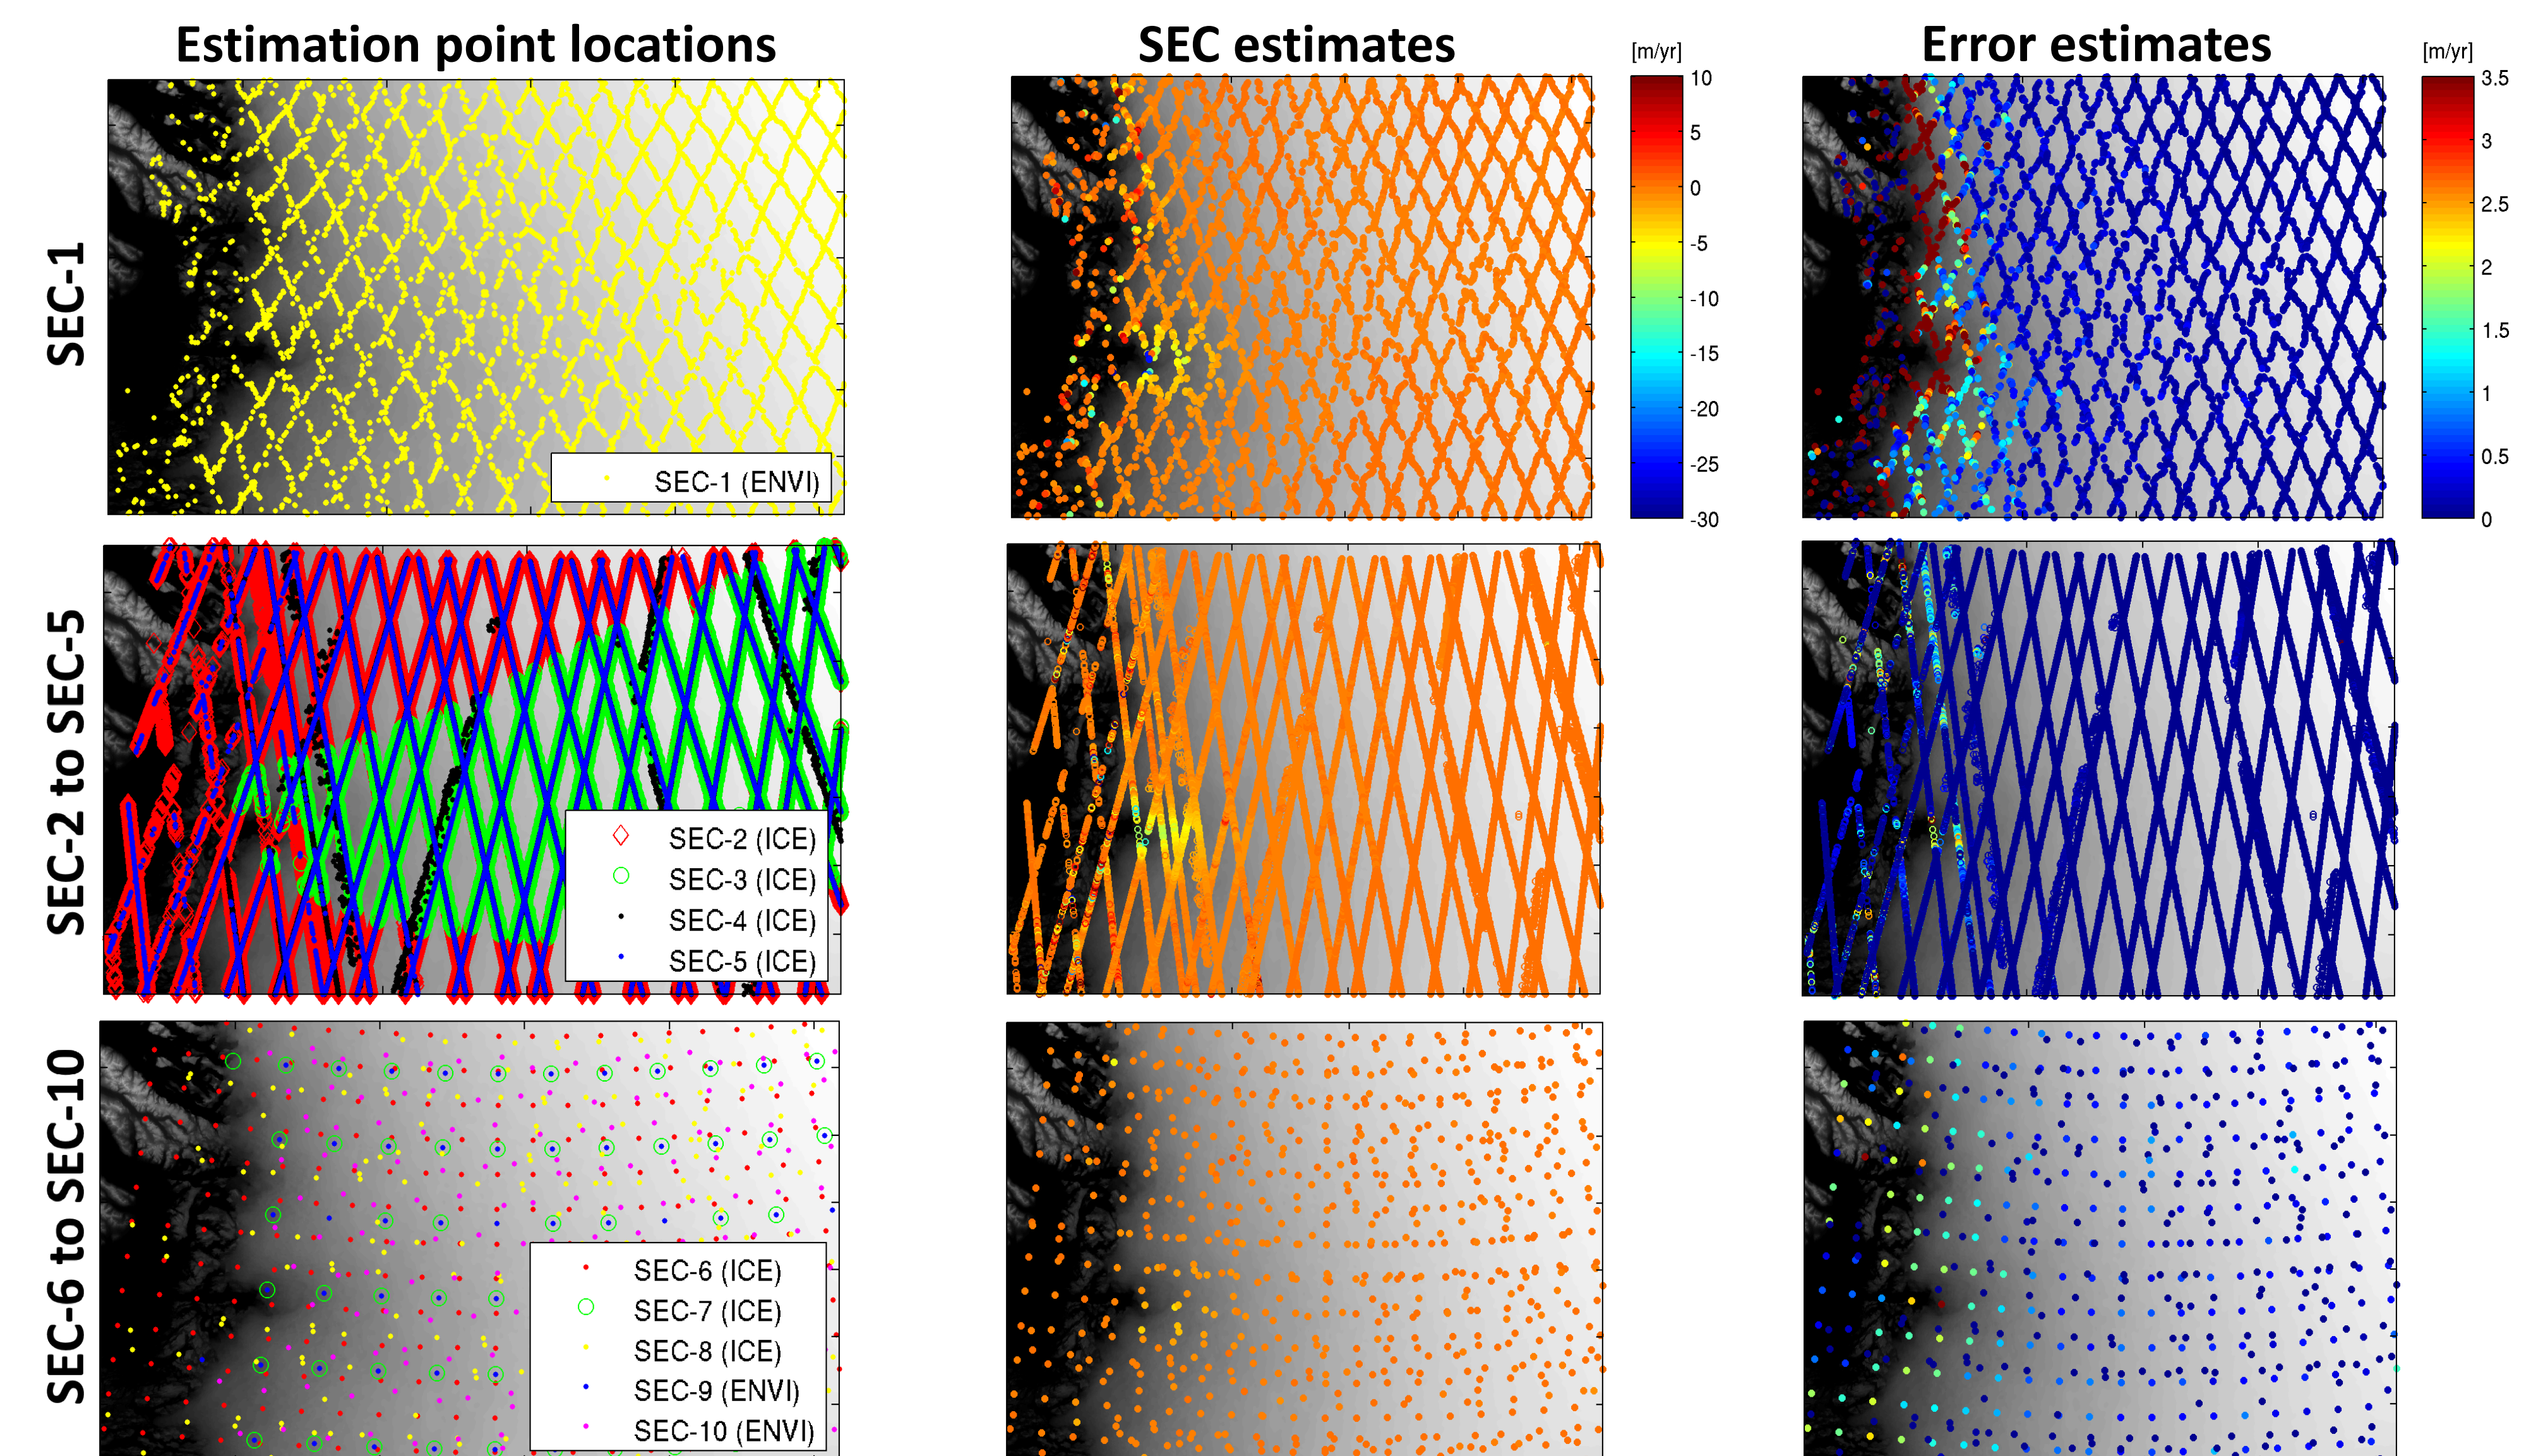 Estimation point locations
SEC estimates
Error estimates
[m/yr]
[m/yr]
SEC-1
SEC-1 (ENVI)
10
5
0
-5
-10
-15
-20
-25
-30
3.5
3
2.5
2
1.5
1
0.5
0
SEC-2 to SEC-5
SEC-2 (ICE)
SEC-3 (ICE)
SEC-4 (ICE)
SEC-5 (ICE)
SEC-6 to SEC-10
SEC-6 (ICE)
SEC-7 (ICE)
SEC-8 (ICE)
SEC-9 (ENVI)
SEC-10 (ENVI)